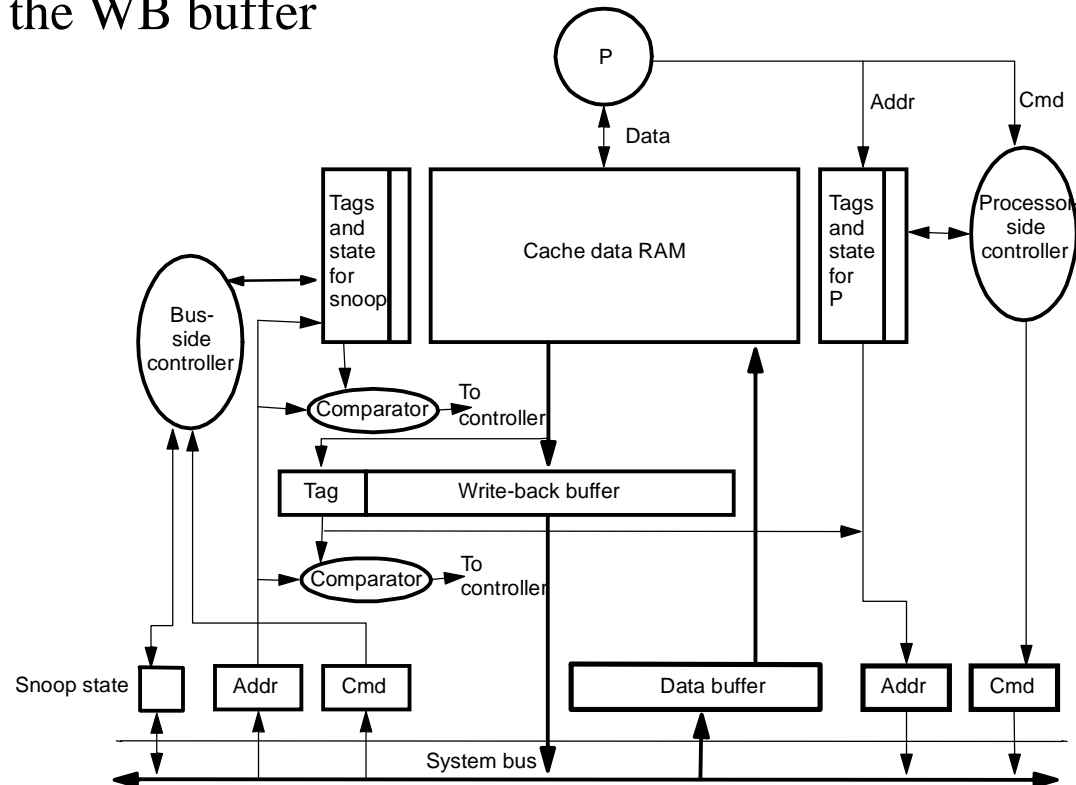 the WB buffer
P
Addr
Cmd
Data
Tags
and
state
for
snoop
Cache data RAM
Tags
and
state
for
P
Processor-
side
controller
Bus-
side
controller
Comparator
To
controller
Tag
Write-back buffer
Comparator
To
controller
Snoop state
Addr
Cmd
Data buffer
Addr
Cmd
System bus